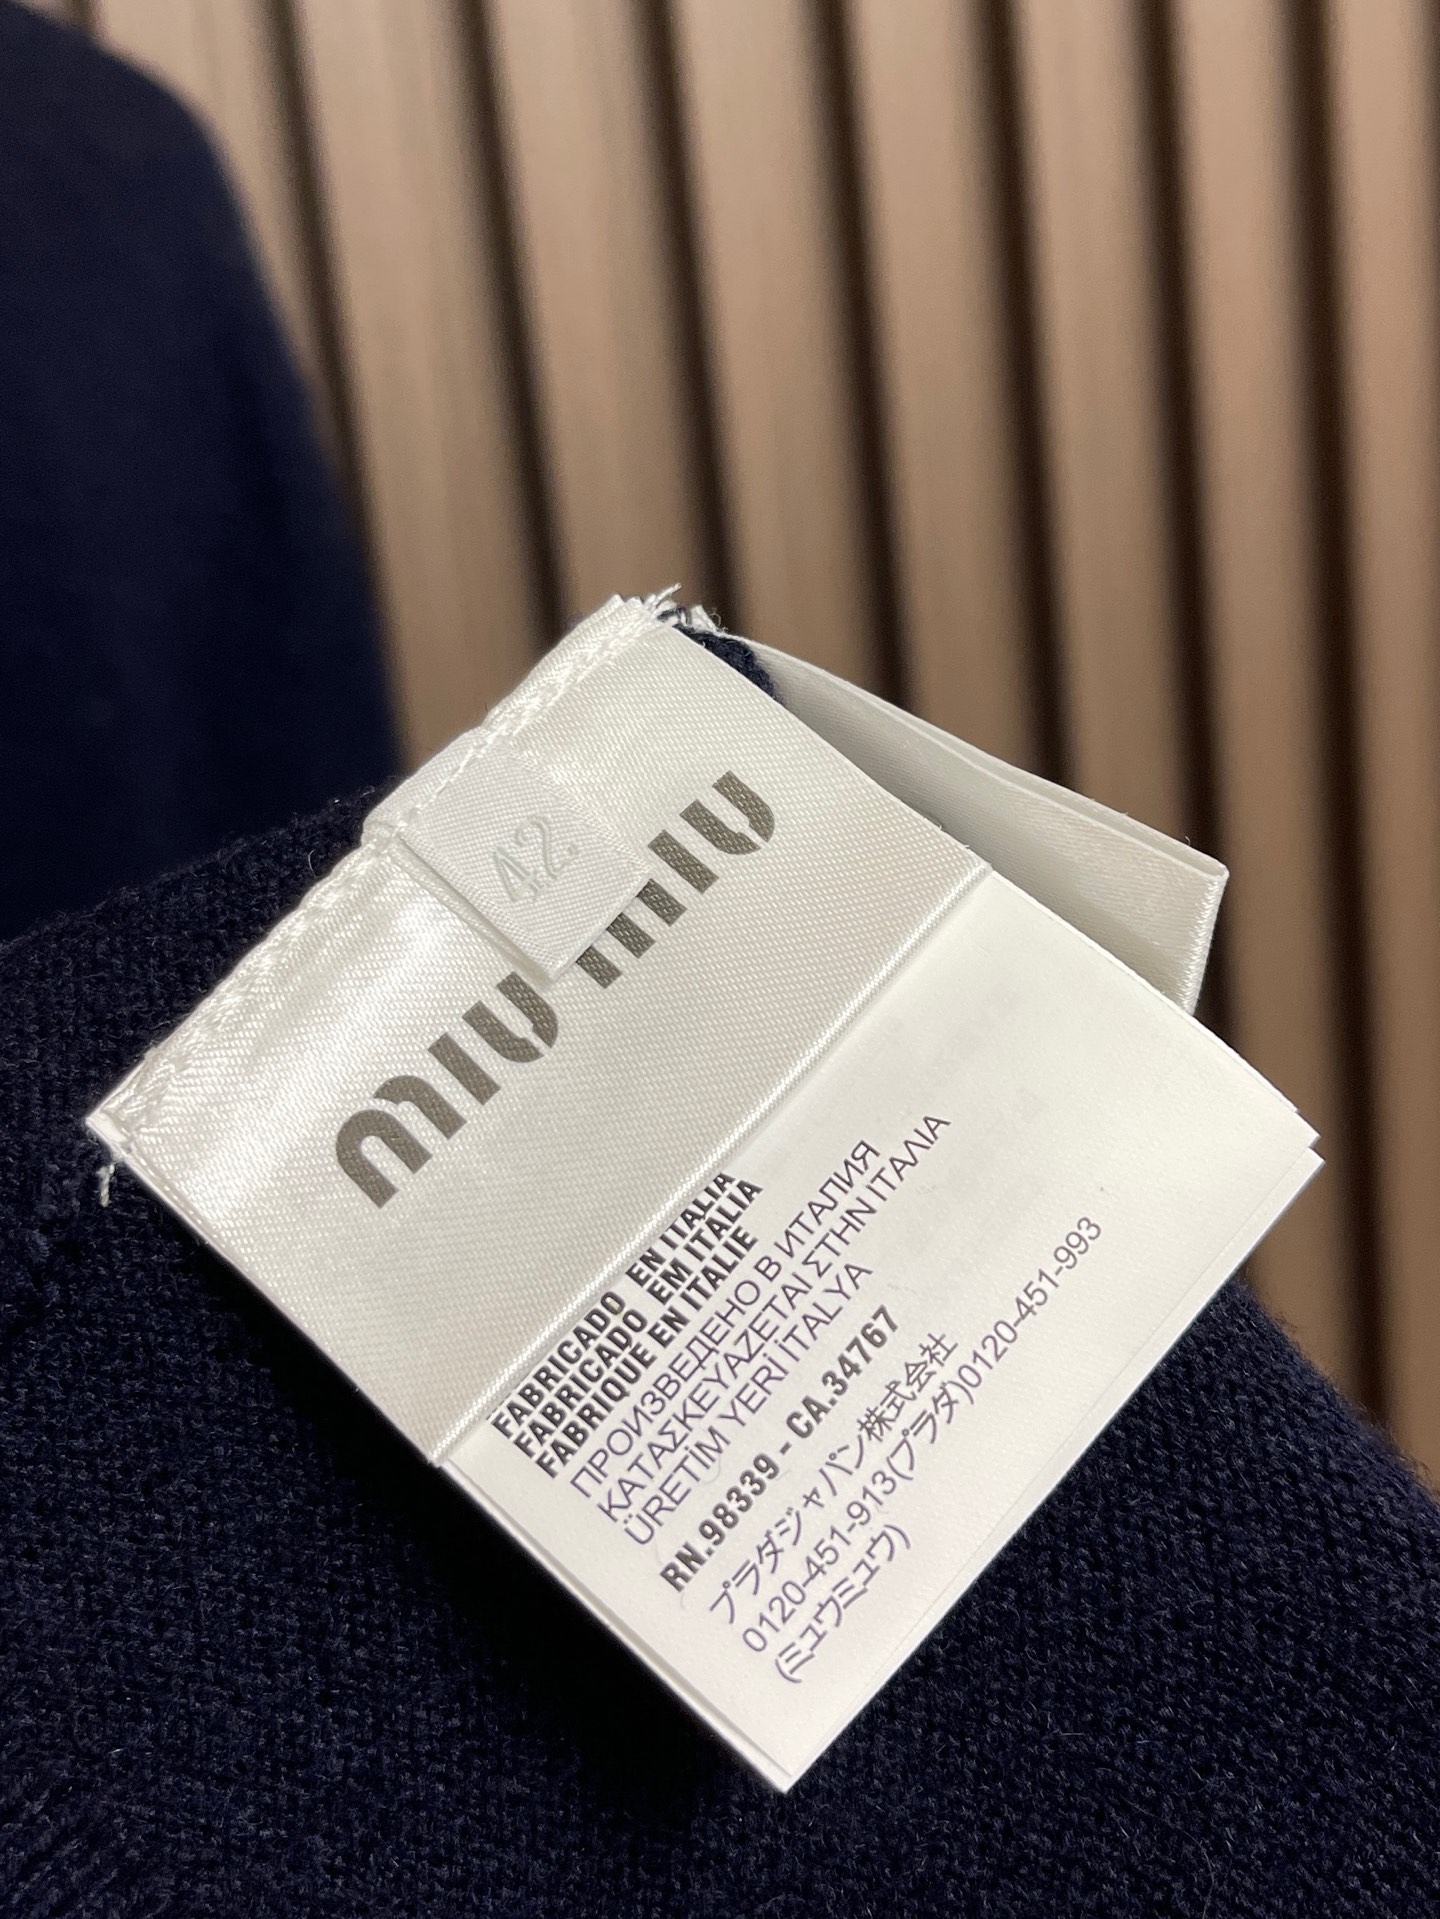 42.
miu miu
FABRICADO EN ITALIA
FABRICADO EM ITALIA
FABRIQUE EN ITALIE
ПРОИЗВЕДЕНО В ИТАЛИЯ
ΚΑΤΑΣΚΕΥΑΖΕΤΑΙ ΣΤΗΝ ΙΤΑΛΙΑ
ÜRETİM YERİ İTALYA
RN.98339 - CA.34767
プラダジャパン株式会社
0120-451-913(プラダ)0120-451-993
(ミュウミュウ)